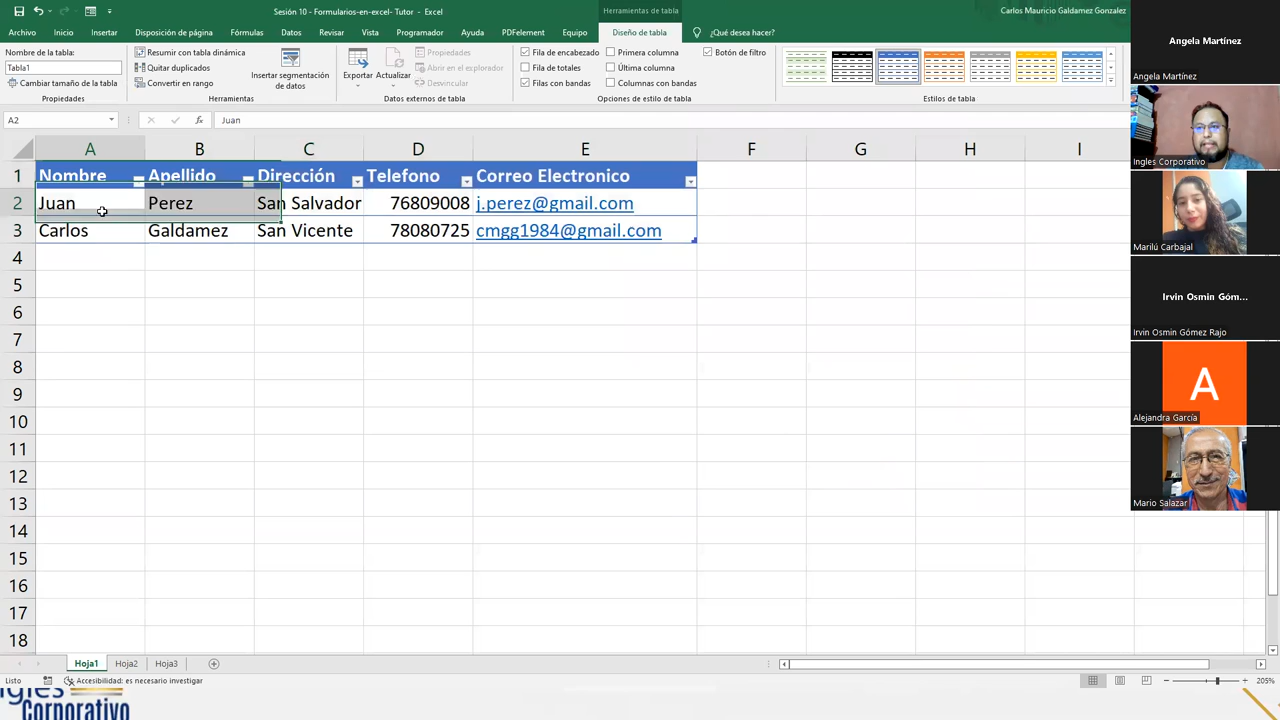 Sesión 10 - Formularios-en-excel- Tutor - Excel
Herramientas de tabla
Carlos Mauricio Galdamez Gonzalez
Archivo Inicio Insertar Disposición de página Fórmulas Datos Revisar Vista Programador Ayuda PDFelement Equipo Diseño de tabla ¿Qué desea hacer?
Nombre de la tabla:
Tabla1
Cambiar tamaño de la tabla
Propiedades
Resumir con tabla dinámica
Quitar duplicados
Convertir en rango
Insertar segmentación de datos
Herramientas
Exportar
Actualizar
Propiedades
Abrir en el explorador
Desvincular
Datos externos de tabla
Fila de encabezado
Fila de totales
Filas con bandas
Primera columna
Última columna
Columnas con bandas
Botón de filtro
Opciones de estilo de tabla
Estilos de tabla
A2
fx
Juan
A B C D E F G H I
1 Nombre Apellido Dirección Telefono Correo Electronico
2 Juan Perez San Salvador 76809008 j.perez@gmail.com
3 Carlos Galdamez San Vicente 78080725 cmgg1984@gmail.com
4
5
6
7
8
9
10
11
12
13
14
15
16
17
18
Hoja1 Hoja2 Hoja3
Listo
Accesibilidad: es necesario investigar
205%
Ingles
Corporativo
Angela Martínez
Angela Martínez
Ingles Corporativo
Marilú Carbajal
Irvin Osmin Góm...
Irvin Osmin Gómez Rajo
A
Alejandra García
Mario Salazar